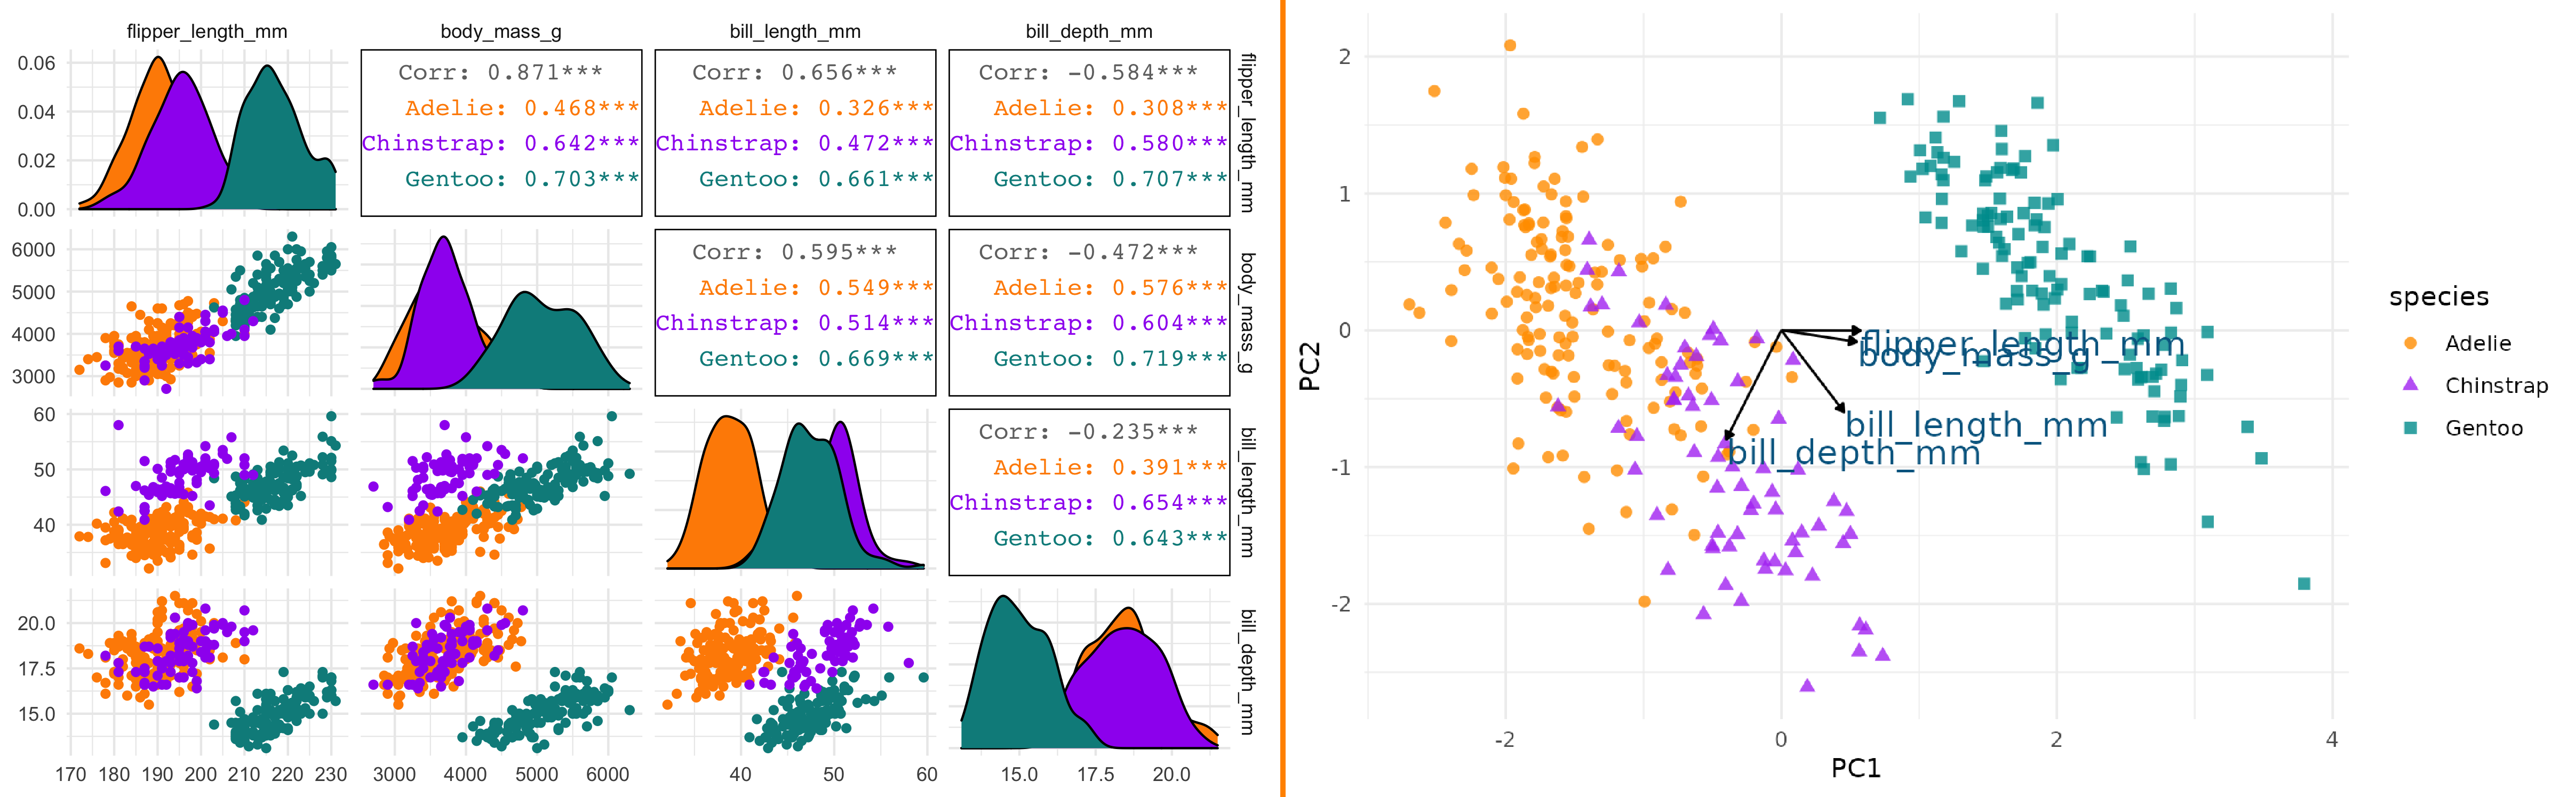 flipper_length_mm
body_mass_g
bill_length_mm
bill_depth_mm
0.06
0.04
0.02
0.00
Corr: 0.871***
Adelie: 0.468***
Chinstrap: 0.642***
Gentoo: 0.703***
Corr: 0.656***
Adelie: 0.326***
Chinstrap: 0.472***
Gentoo: 0.661***
Corr: -0.584***
Adelie: 0.308***
Chinstrap: 0.580***
Gentoo: 0.707***
flipper_length_mm
6000
5000
4000
3000
Corr: 0.595***
Adelie: 0.549***
Chinstrap: 0.514***
Gentoo: 0.669***
Corr: -0.472***
Adelie: 0.576***
Chinstrap: 0.604***
Gentoo: 0.719***
body_mass_g
60
50
40
Corr: -0.235***
Adelie: 0.391***
Chinstrap: 0.654***
Gentoo: 0.643***
bill_length_mm
20.0
17.5
15.0
bill_depth_mm
170 180 190 200 210 220 230
3000 4000 5000 6000
40 50 60
15.0 17.5 20.0
PC2
2
1
0
-1
-2
flipper_length_mm
body_mass_g
bill_length_mm
bill_depth_mm
-2 0 2 4
PC1
species
Adelie
Chinstrap
Gentoo